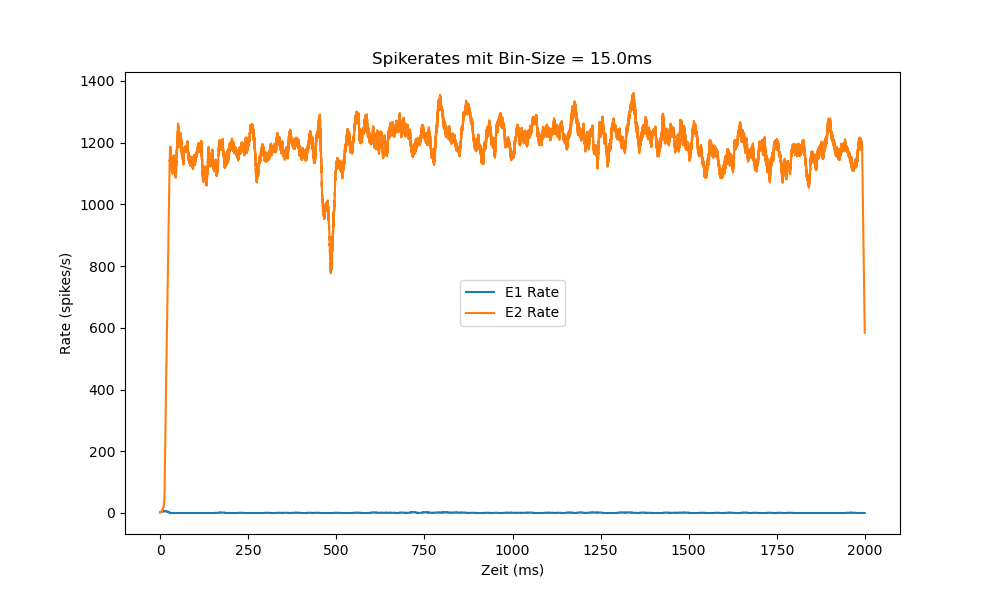 Spikerates mit Bin-Size = 15.0ms
1400
1200
1000
800
600
400
200
0
Rate (spikes/s)
E1 Rate
E2 Rate
0 250 500 750 1000 1250 1500 1750 2000
Zeit (ms)